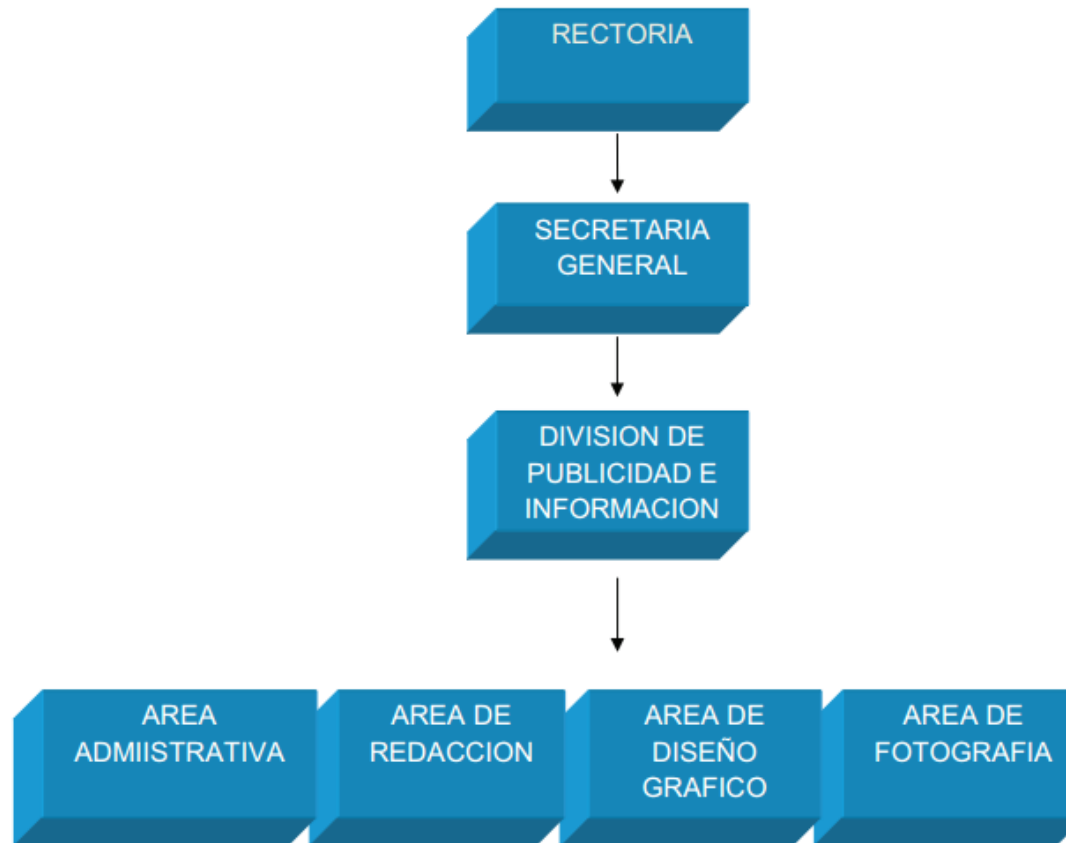 RECTORIA
SECRETARIA
GENERAL
DIVISION DE
PUBLICIDAD E
INFORMACION
AREA
ADMIISTRATIVA
AREA DE
REDACCION
AREA DE
DISEÑO
GRAFICO
AREA DE
FOTOGRAFIA